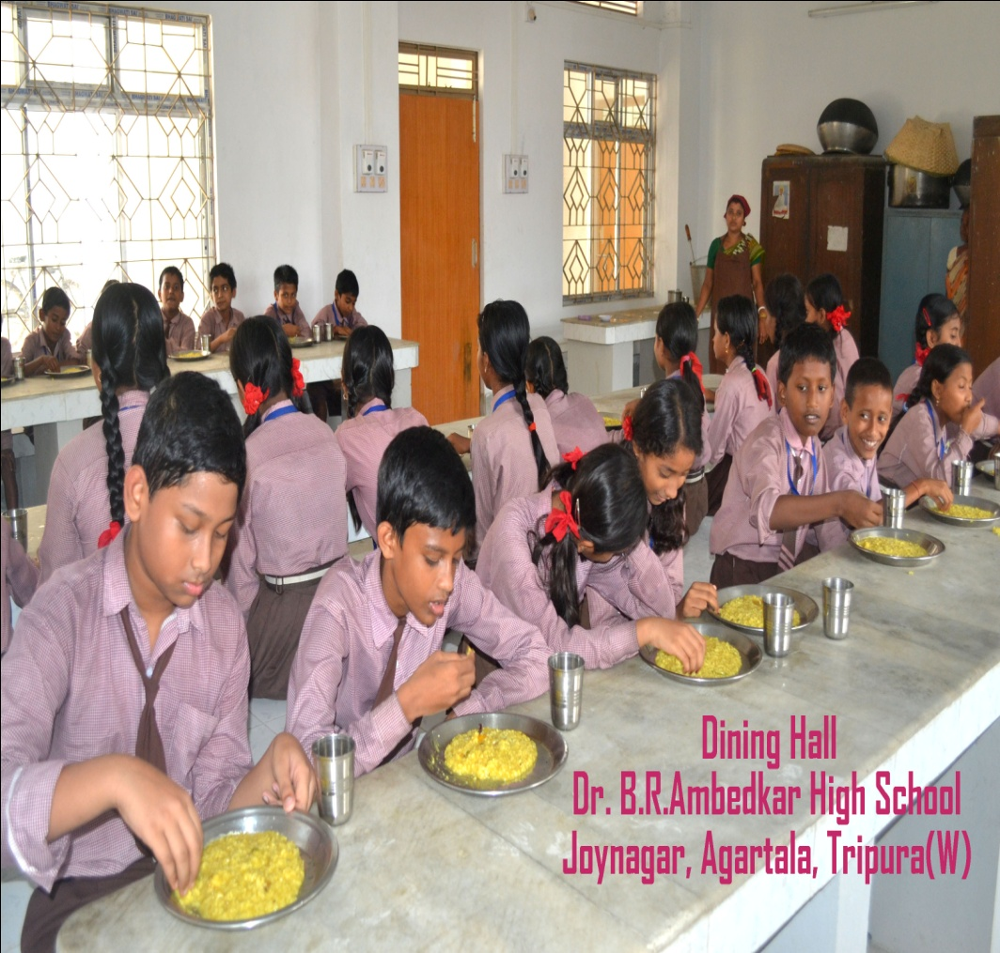 Dining Hall
Dr. B.R.Ambedkar High School
Joynagar, Agartala, Tripura(W)